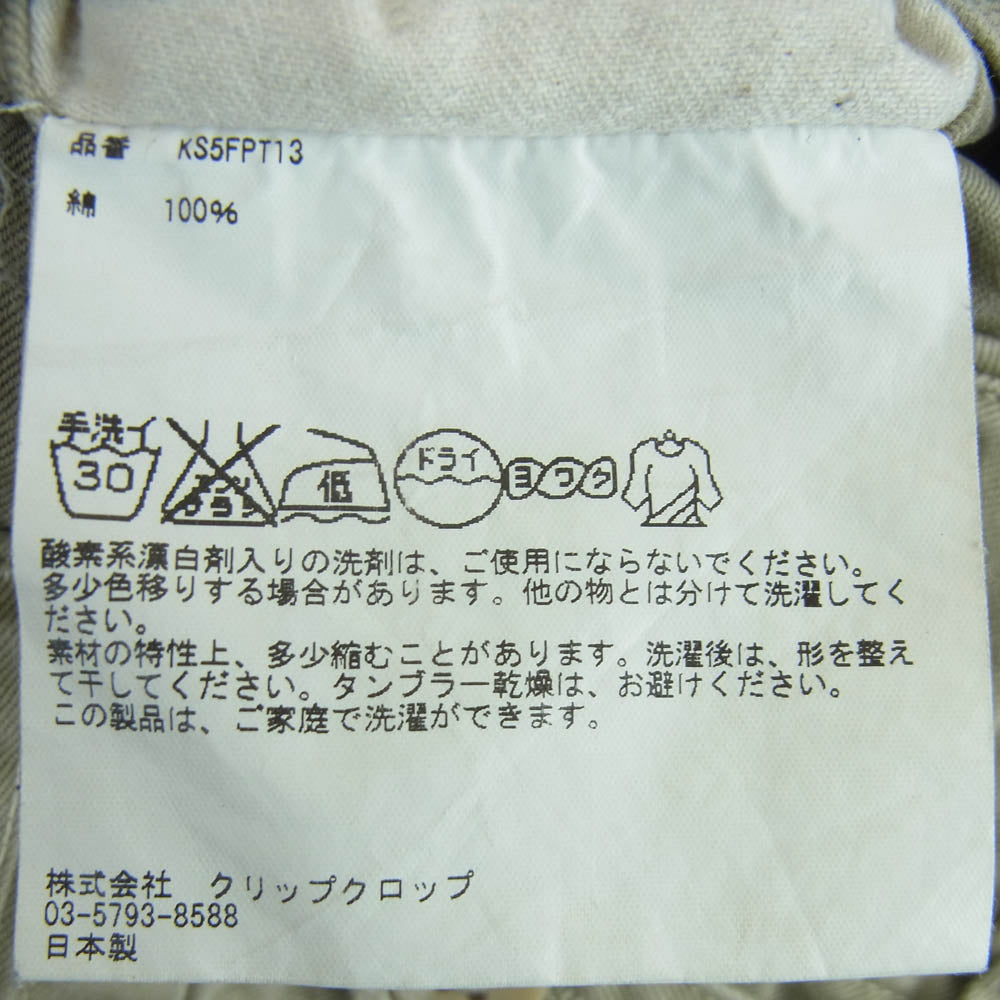 品番 KS5FPT13
綿 100%
手洗イ
30
エンソ
サラシ
低
ドライ
ヨワク
酸素系漂白剤入りの洗剤は、ご使用にならないでください。
多少色移りする場合があります。他の物とは分けて洗濯してく
ださい。
素材の特性上、多少縮むことがあります。洗濯後は、形を整え
て干してください。タンブラー乾燥は、お避けください。
この製品は、ご家庭で洗濯ができます。
株式会社 クリップクロップ
03-5793-8588
日本製